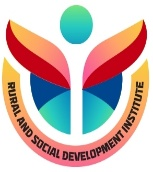 RURAL AND SOCIAL DEVELOPMENT INSTITUTE